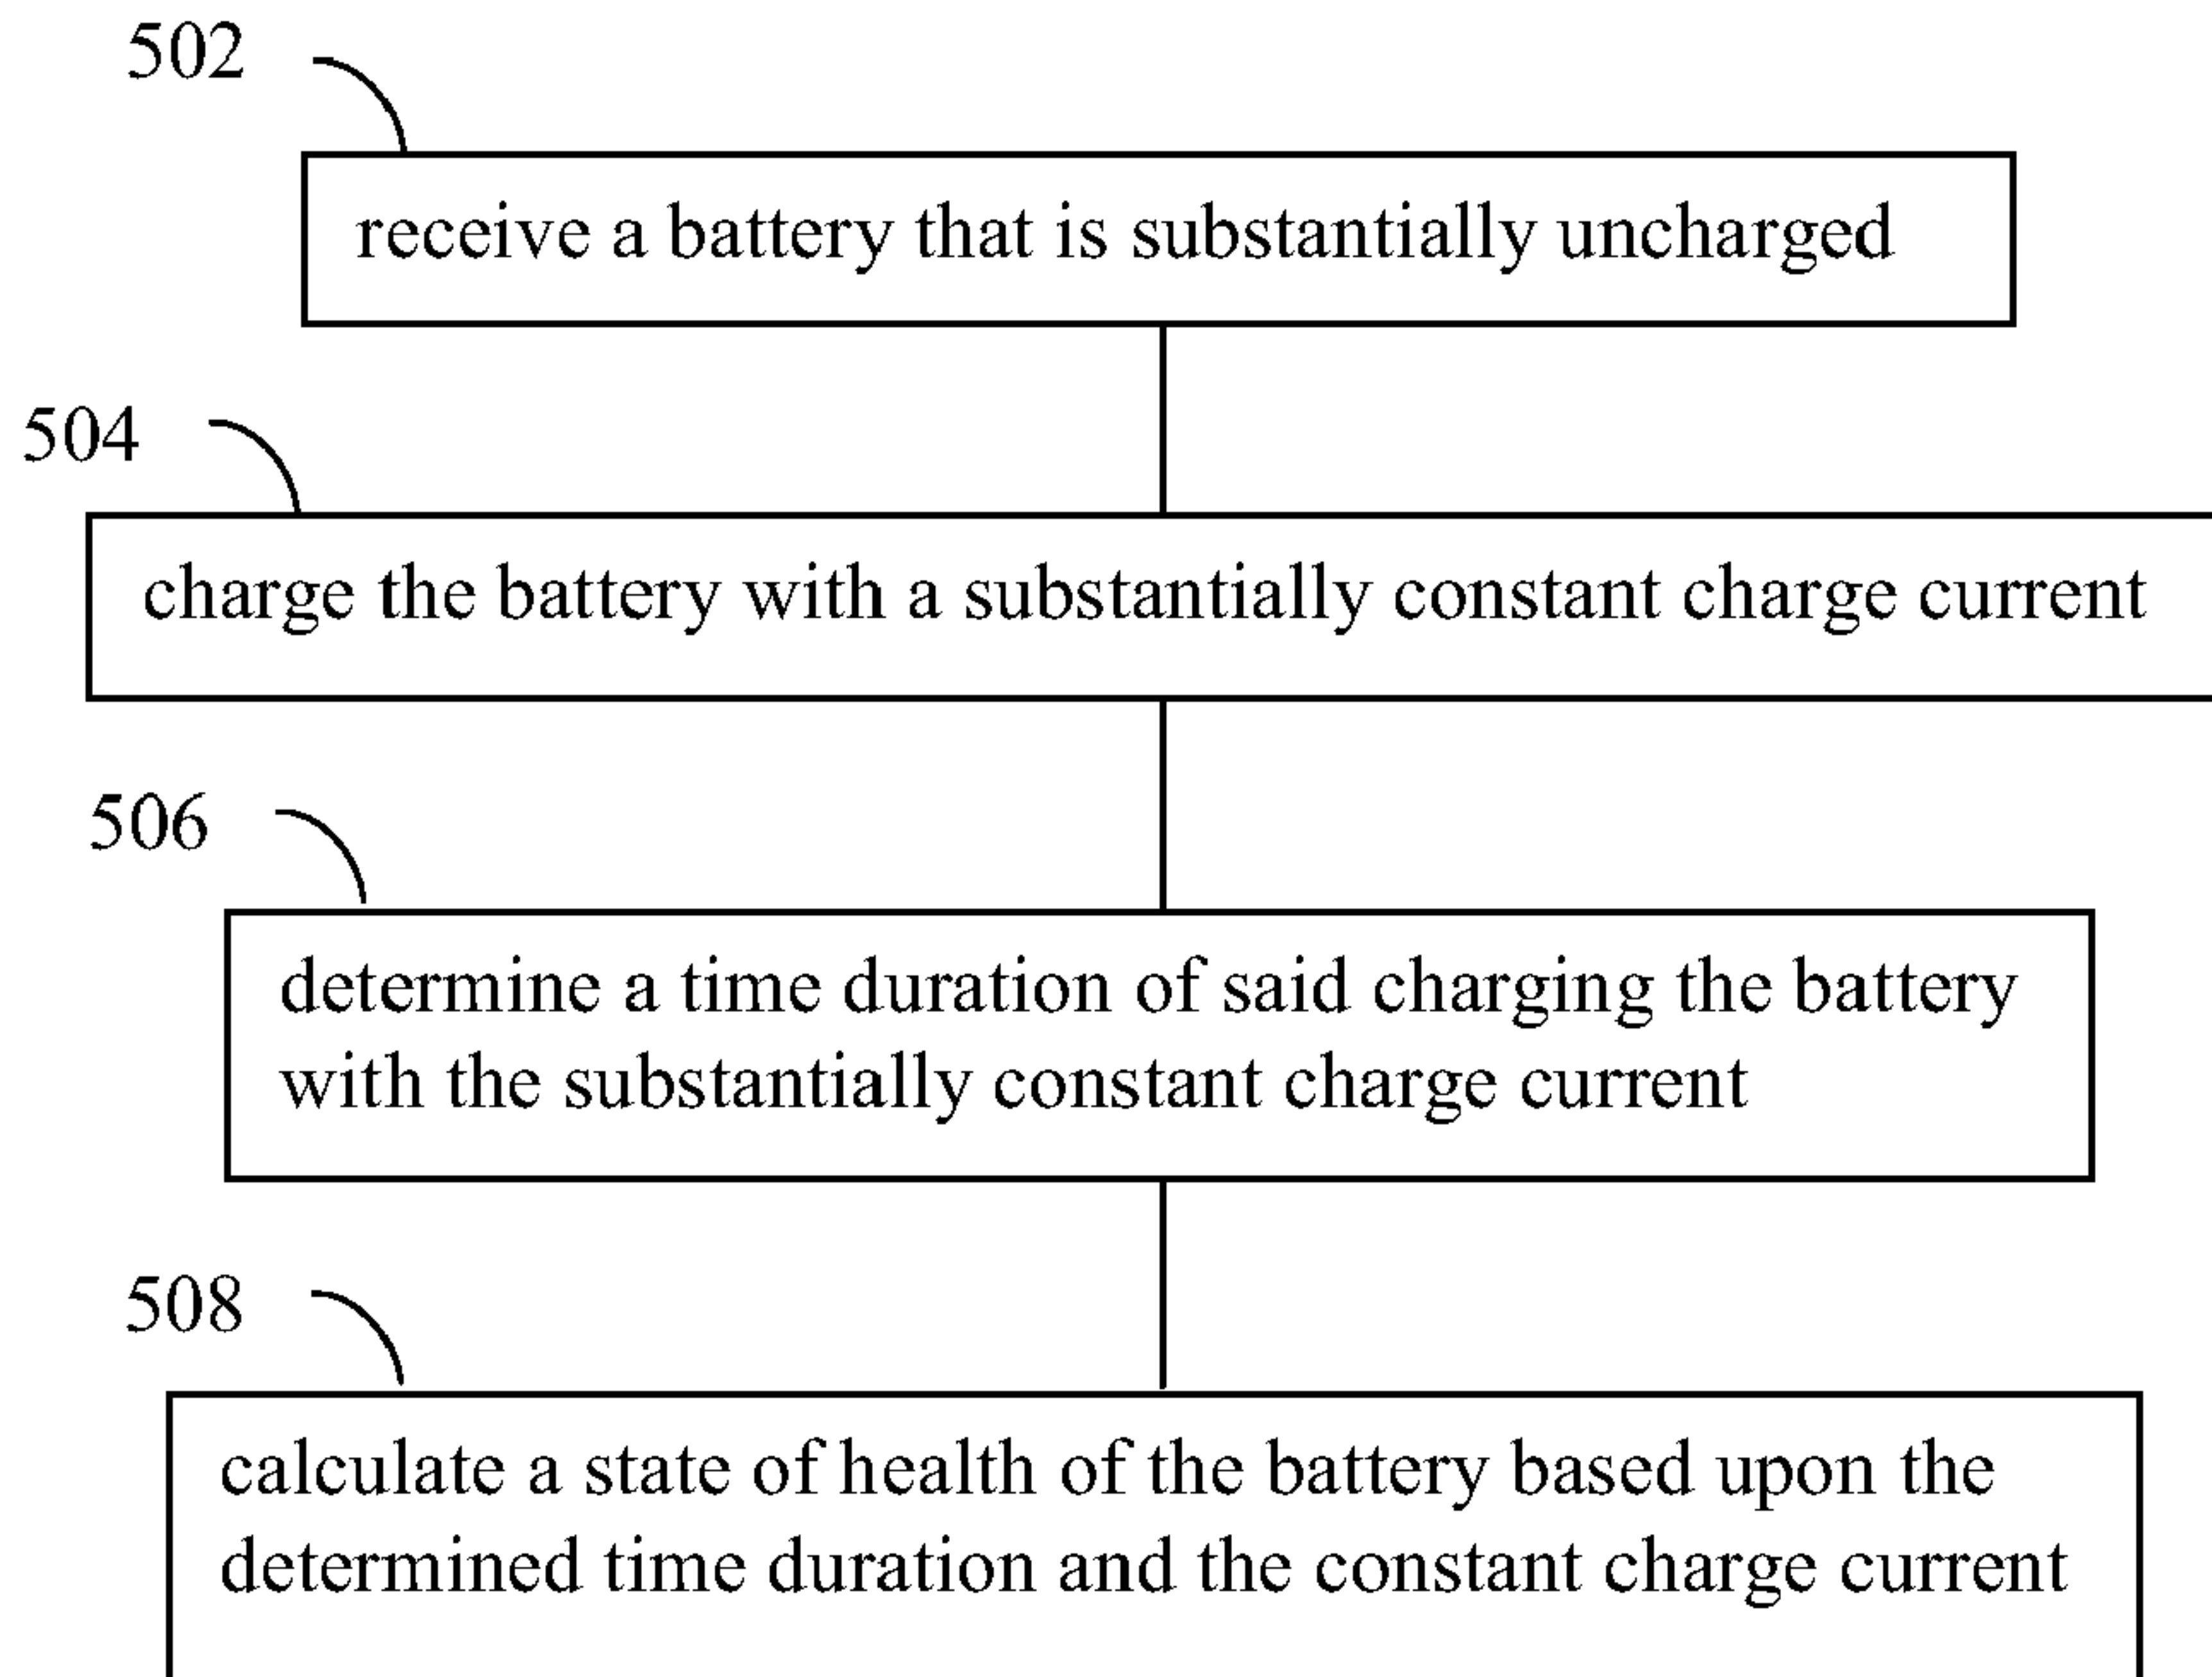 502
receive a battery that is substantially uncharged
504
charge the battery with a substantially constant charge current
506
determine a time duration of said charging the battery
with the substantially constant charge current
508
calculate a state of health of the battery based upon the
determined time duration and the constant charge current